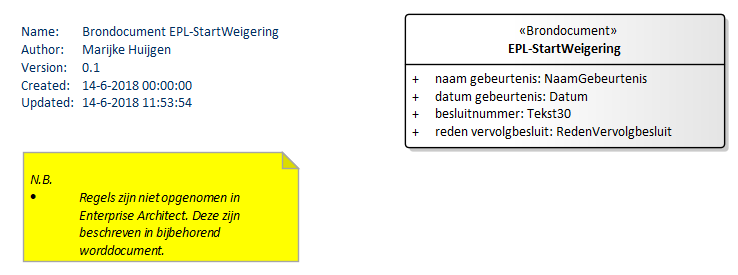 Name: Brondocument EPL-StartWeigering
Author: Marijke Huijgen
Version: 0.1
Created: 14-6-2018 00:00:00
Updated: 14-6-2018 11:53:54
«Brondocument»
EPL-StartWeigering
+ naam gebeurtenis: NaamGebeurtenis
+ datum gebeurtenis: Datum
+ besluitnummer: Tekst30
+ reden vervolgbesluit: RedenVervolgbesluit
N.B.
• Regels zijn niet opgenomen in
Enterprise Architect. Deze zijn
beschreven in bijbehorend
worddocument.